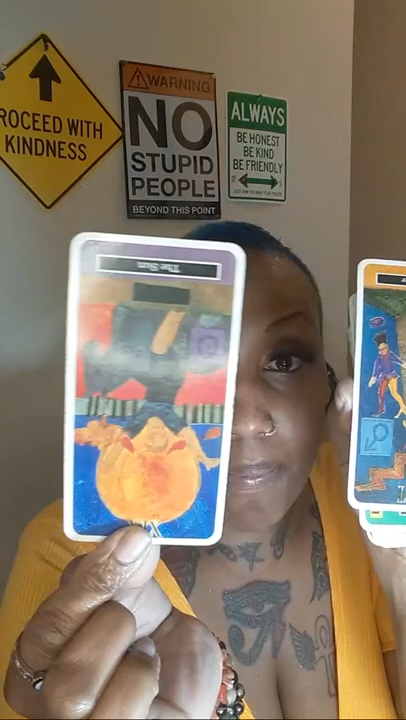 ROCEED WITH
KINDNESS
WARNING
NO
STUPID
PEOPLE
BEYOND THIS POINT
ALWAYS
BE HONEST
BE KIND
BE FRIENDLY
The Sun